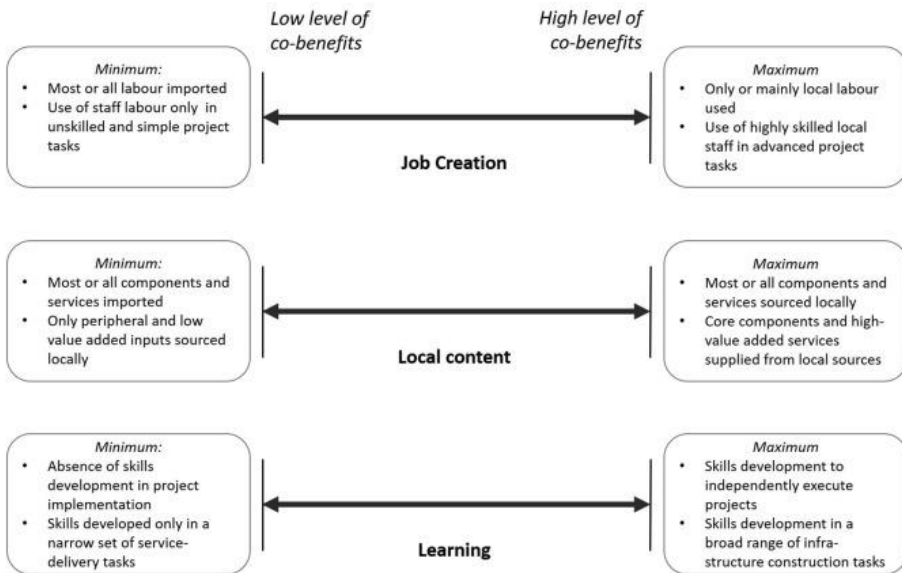 Low level of
co-benefits
High level of
co-benefits
Minimum:
• Most or all labour imported
• Use of staff labour only in
unskilled and simple project
tasks
Maximum
• Only or mainly local labour
used
• Use of highly skilled local
staff in advanced project
tasks
Job Creation
Minimum:
• Most or all components and
services imported
• Only peripheral and low
value added inputs sourced
locally
Maximum
• Most or all components and
services sourced locally
• Core components and high-
value added services
supplied from local sources
Local content
Minimum:
• Absence of skills
development in project
implementation
• Skills developed only in a
narrow set of service-
delivery tasks
Maximum
• Skills development to
independently execute
projects
• Skills development in a
broad range of infra-
structure construction tasks
Learning